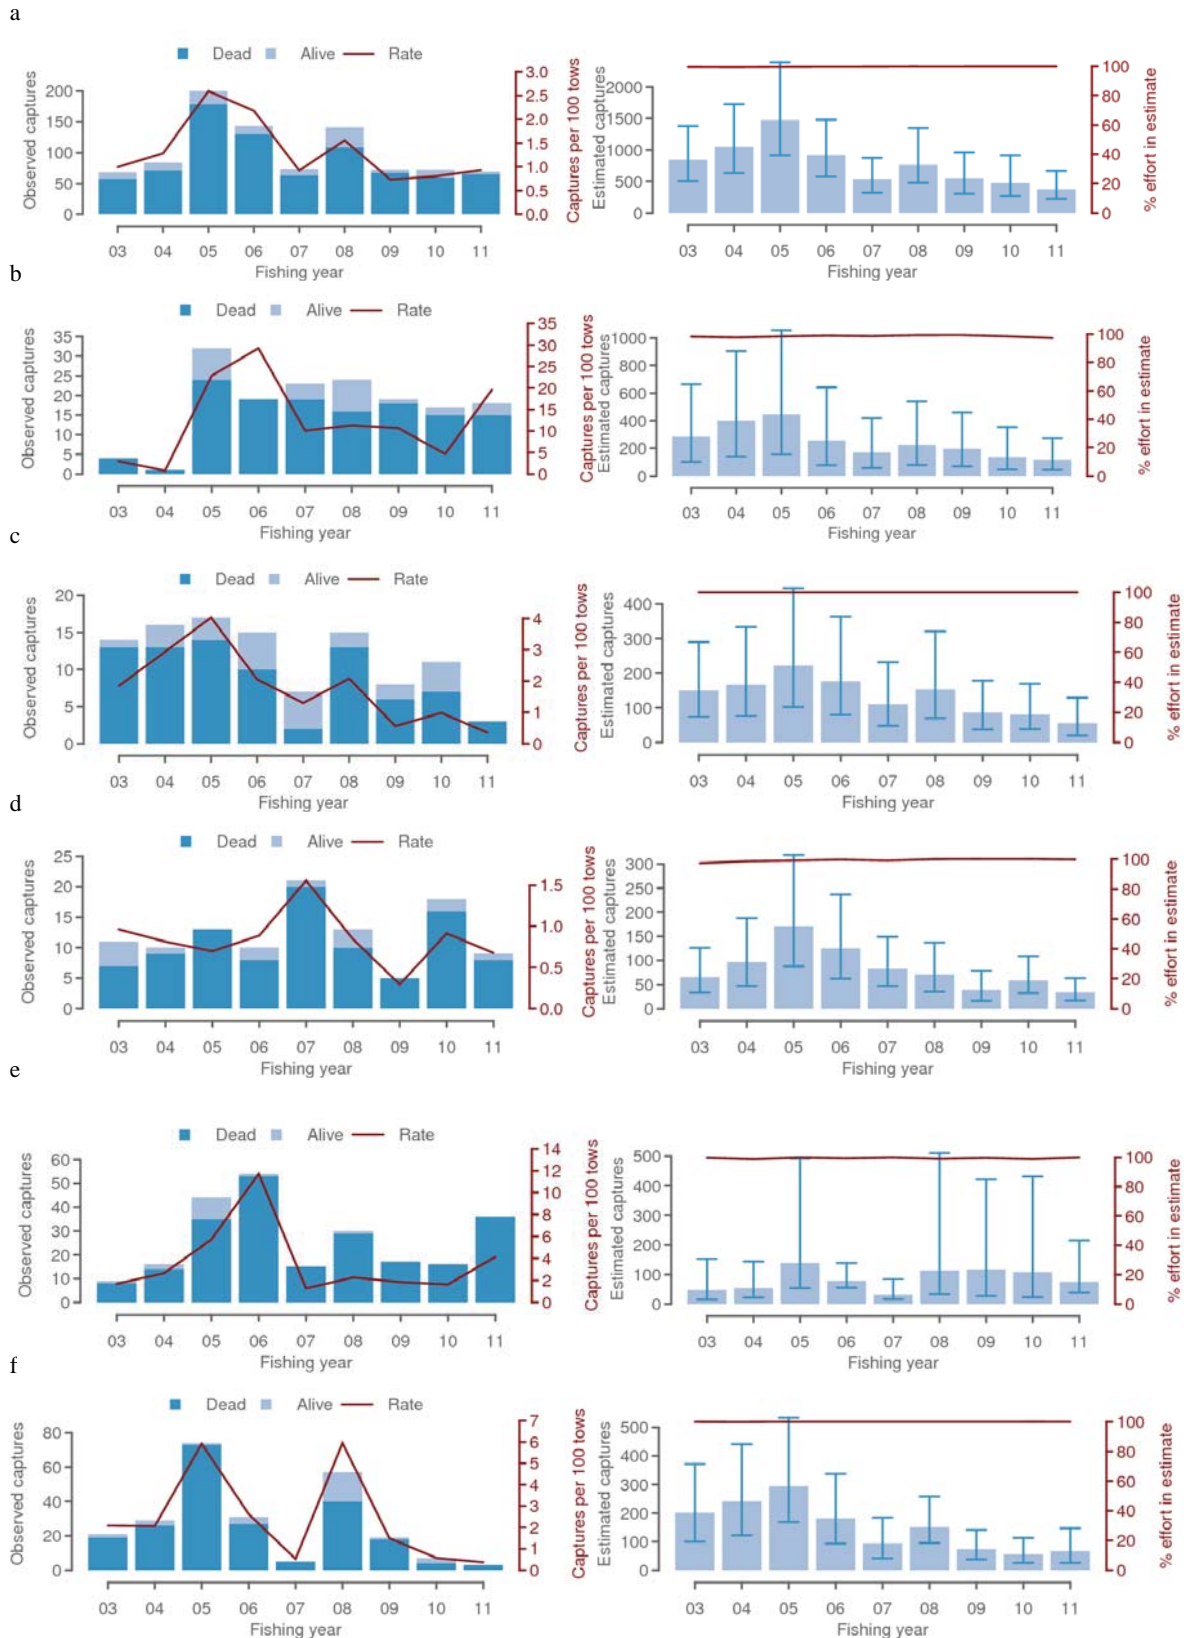 a
Dead Alive Rate
Observed captures
200
150
100
50
0
3.0
2.5
2.0
1.5
1.0
0.5
0.0
Captures per 100 tows
03 04 05 06 07 08 09 10 11
Fishing year
Estimated captures
2000
1500
1000
500
0
100
80
60
40
20
0
% effort in estimate
03 04 05 06 07 08 09 10 11
Fishing year
b
Dead Alive Rate
Observed captures
35
30
25
20
15
10
5
0
35
30
25
20
15
10
5
0
Captures per 100 tows
03 04 05 06 07 08 09 10 11
Fishing year
Estimated captures
1000
800
600
400
200
0
100
80
60
40
20
0
% effort in estimate
03 04 05 06 07 08 09 10 11
Fishing year
c
Dead Alive Rate
Observed captures
20
15
10
5
0
4
3
2
1
0
Captures per 100 tows
03 04 05 06 07 08 09 10 11
Fishing year
Estimated captures
400
300
200
100
0
100
80
60
40
20
0
% effort in estimate
03 04 05 06 07 08 09 10 11
Fishing year
d
Dead Alive Rate
Observed captures
25
20
15
10
5
0
1.5
1.0
0.5
0.0
Captures per 100 tows
03 04 05 06 07 08 09 10 11
Fishing year
Estimated captures
300
250
200
150
100
50
0
100
80
60
40
20
0
% effort in estimate
03 04 05 06 07 08 09 10 11
Fishing year
e
Dead Alive Rate
Observed captures
60
50
40
30
20
10
0
14
12
10
8
6
4
2
0
Captures per 100 tows
03 04 05 06 07 08 09 10 11
Fishing year
Estimated captures
500
400
300
200
100
0
100
80
60
40
20
0
% effort in estimate
03 04 05 06 07 08 09 10 11
Fishing year
f
Dead Alive Rate
Observed captures
80
60
40
20
0
7
6
5
4
3
2
1
0
Captures per 100 tows
03 04 05 06 07 08 09 10 11
Fishing year
Estimated captures
500
400
300
200
100
0
100
80
60
40
20
0
% effort in estimate
03 04 05 06 07 08 09 10 11
Fishing year